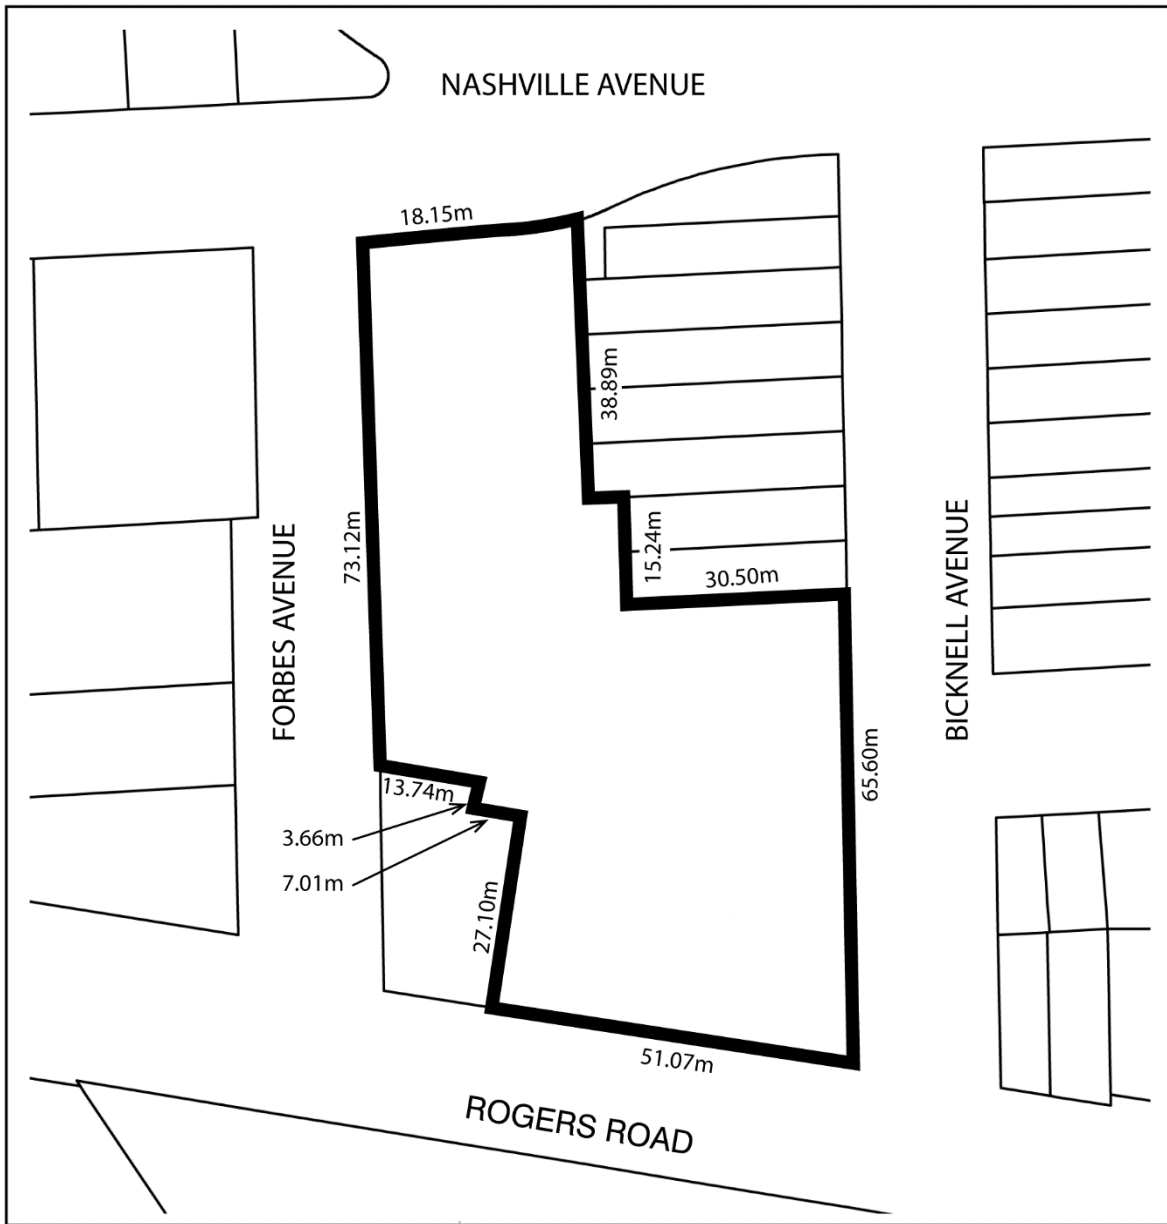 NASHVILLE AVENUE
18.15m
38.89m
73.12m
15.24m
30.50m
FORBES AVENUE
BICKNELL AVENUE
65.60m
13.74m
3.66m
7.01m
27.10m
51.07m
ROGERS ROAD